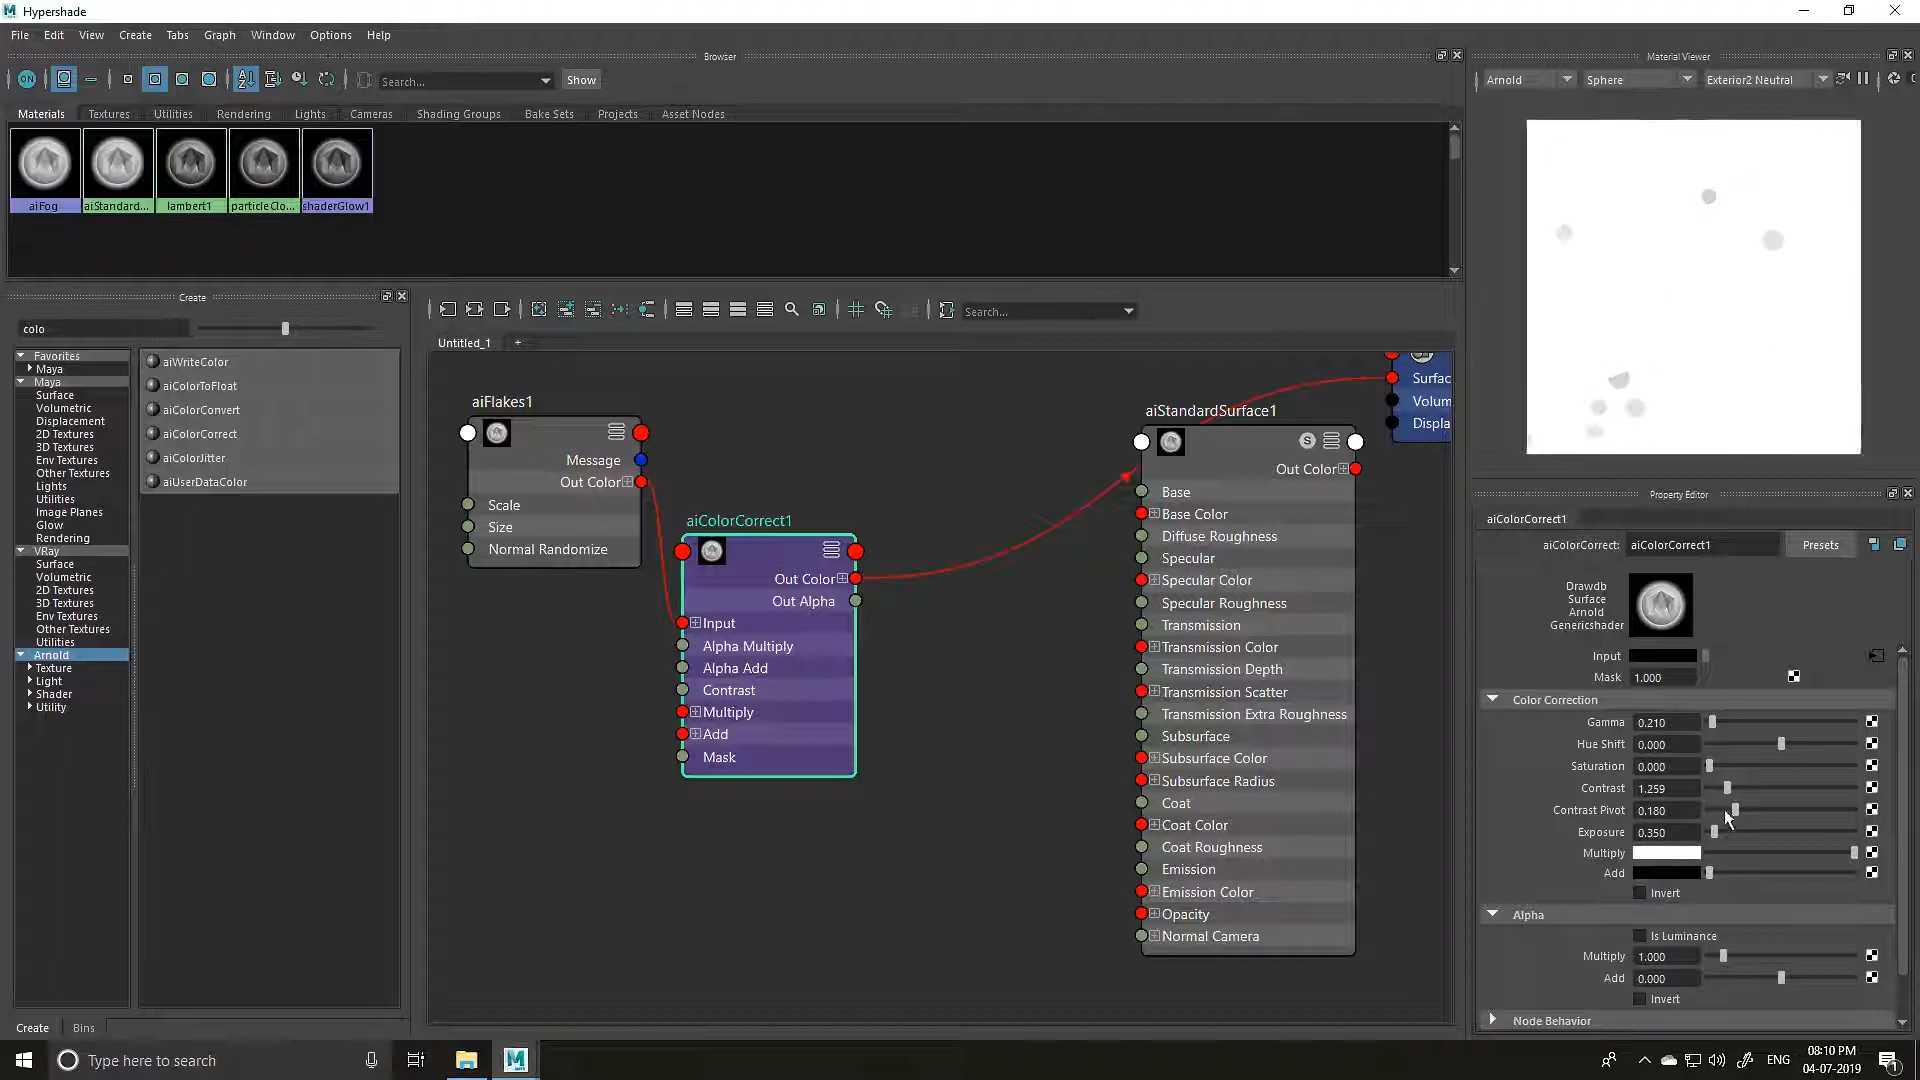 Hypershade
File Edit View Create Tabs Graph Window Options Help
Browser
Material Viewer
ON
Search...
Show
Arnold
Sphere
Exterior2 Neutral
Materials Textures Utilities Rendering Lights Cameras Shading Groups Bake Sets Projects Asset Nodes
aiFog
aiStandard...
lambert1
particleClo...
shaderGlow1
Create
colo
Search...
Untitled_1
+
Favorites
Maya
Maya
Surface
Volumetric
Displacement
2D Textures
3D Textures
Env Textures
Other Textures
Lights
Utilities
Image Planes
Glow
Rendering
VRay
Surface
Volumetric
2D Textures
3D Textures
Env Textures
Other Textures
Utilities
Arnold
Texture
Light
Shader
Utility
aiWriteColor
aiColorToFloat
aiColorConvert
aiColorCorrect
aiColorJitter
aiUserDataColor
Create
Bins
aiFlakes1
Message
Out Color
Scale
Size
Normal Randomize
aiColorCorrect1
Out Color
Out Alpha
Input
Alpha Multiply
Alpha Add
Contrast
Multiply
Add
Mask
aiStandardSurface1
S
Out Color
Base
Base Color
Diffuse Roughness
Specular
Specular Color
Specular Roughness
Transmission
Transmission Color
Transmission Depth
Transmission Scatter
Transmission Extra Roughness
Subsurface
Subsurface Color
Subsurface Radius
Coat
Coat Color
Coat Roughness
Emission
Emission Color
Opacity
Normal Camera
Surfac
Volum
Displa
Property Editor
aiColorCorrect1
aiColorCorrect: aiColorCorrect1
Presets
Drawdb
Surface
Arnold
Genericshader
Input
Mask 1.000
Color Correction
Gamma 0.210
Hue Shift 0.000
Saturation 0.000
Contrast 1.259
Contrast Pivot 0.180
Exposure 0.350
Multiply
Add
Invert
Alpha
Is Luminance
Multiply 1.000
Add 0.000
Invert
Node Behavior
Type here to search
ENG
08:10 PM
04-07-2019
1